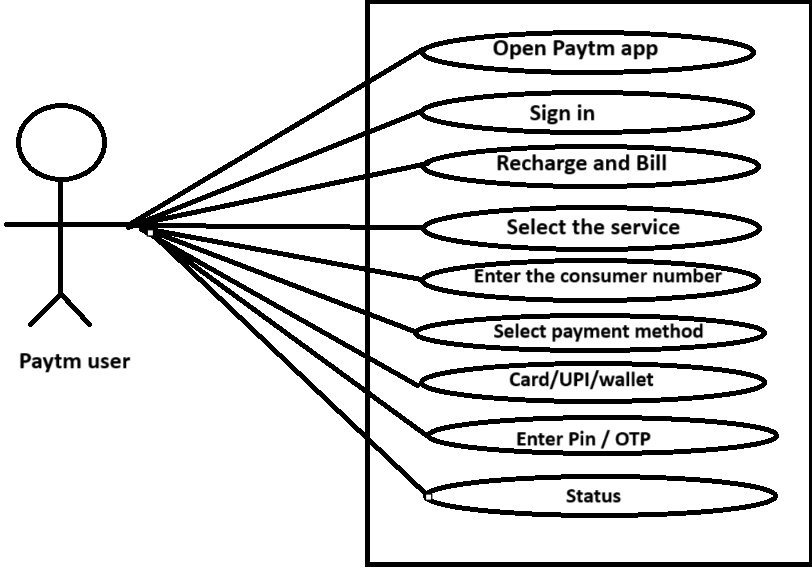 Open Paytm app
Sign in
Recharge and Bill
Select the service
Enter the consumer number
Select payment method
Card/UPI/wallet
Enter Pin / OTP
Status
Paytm user